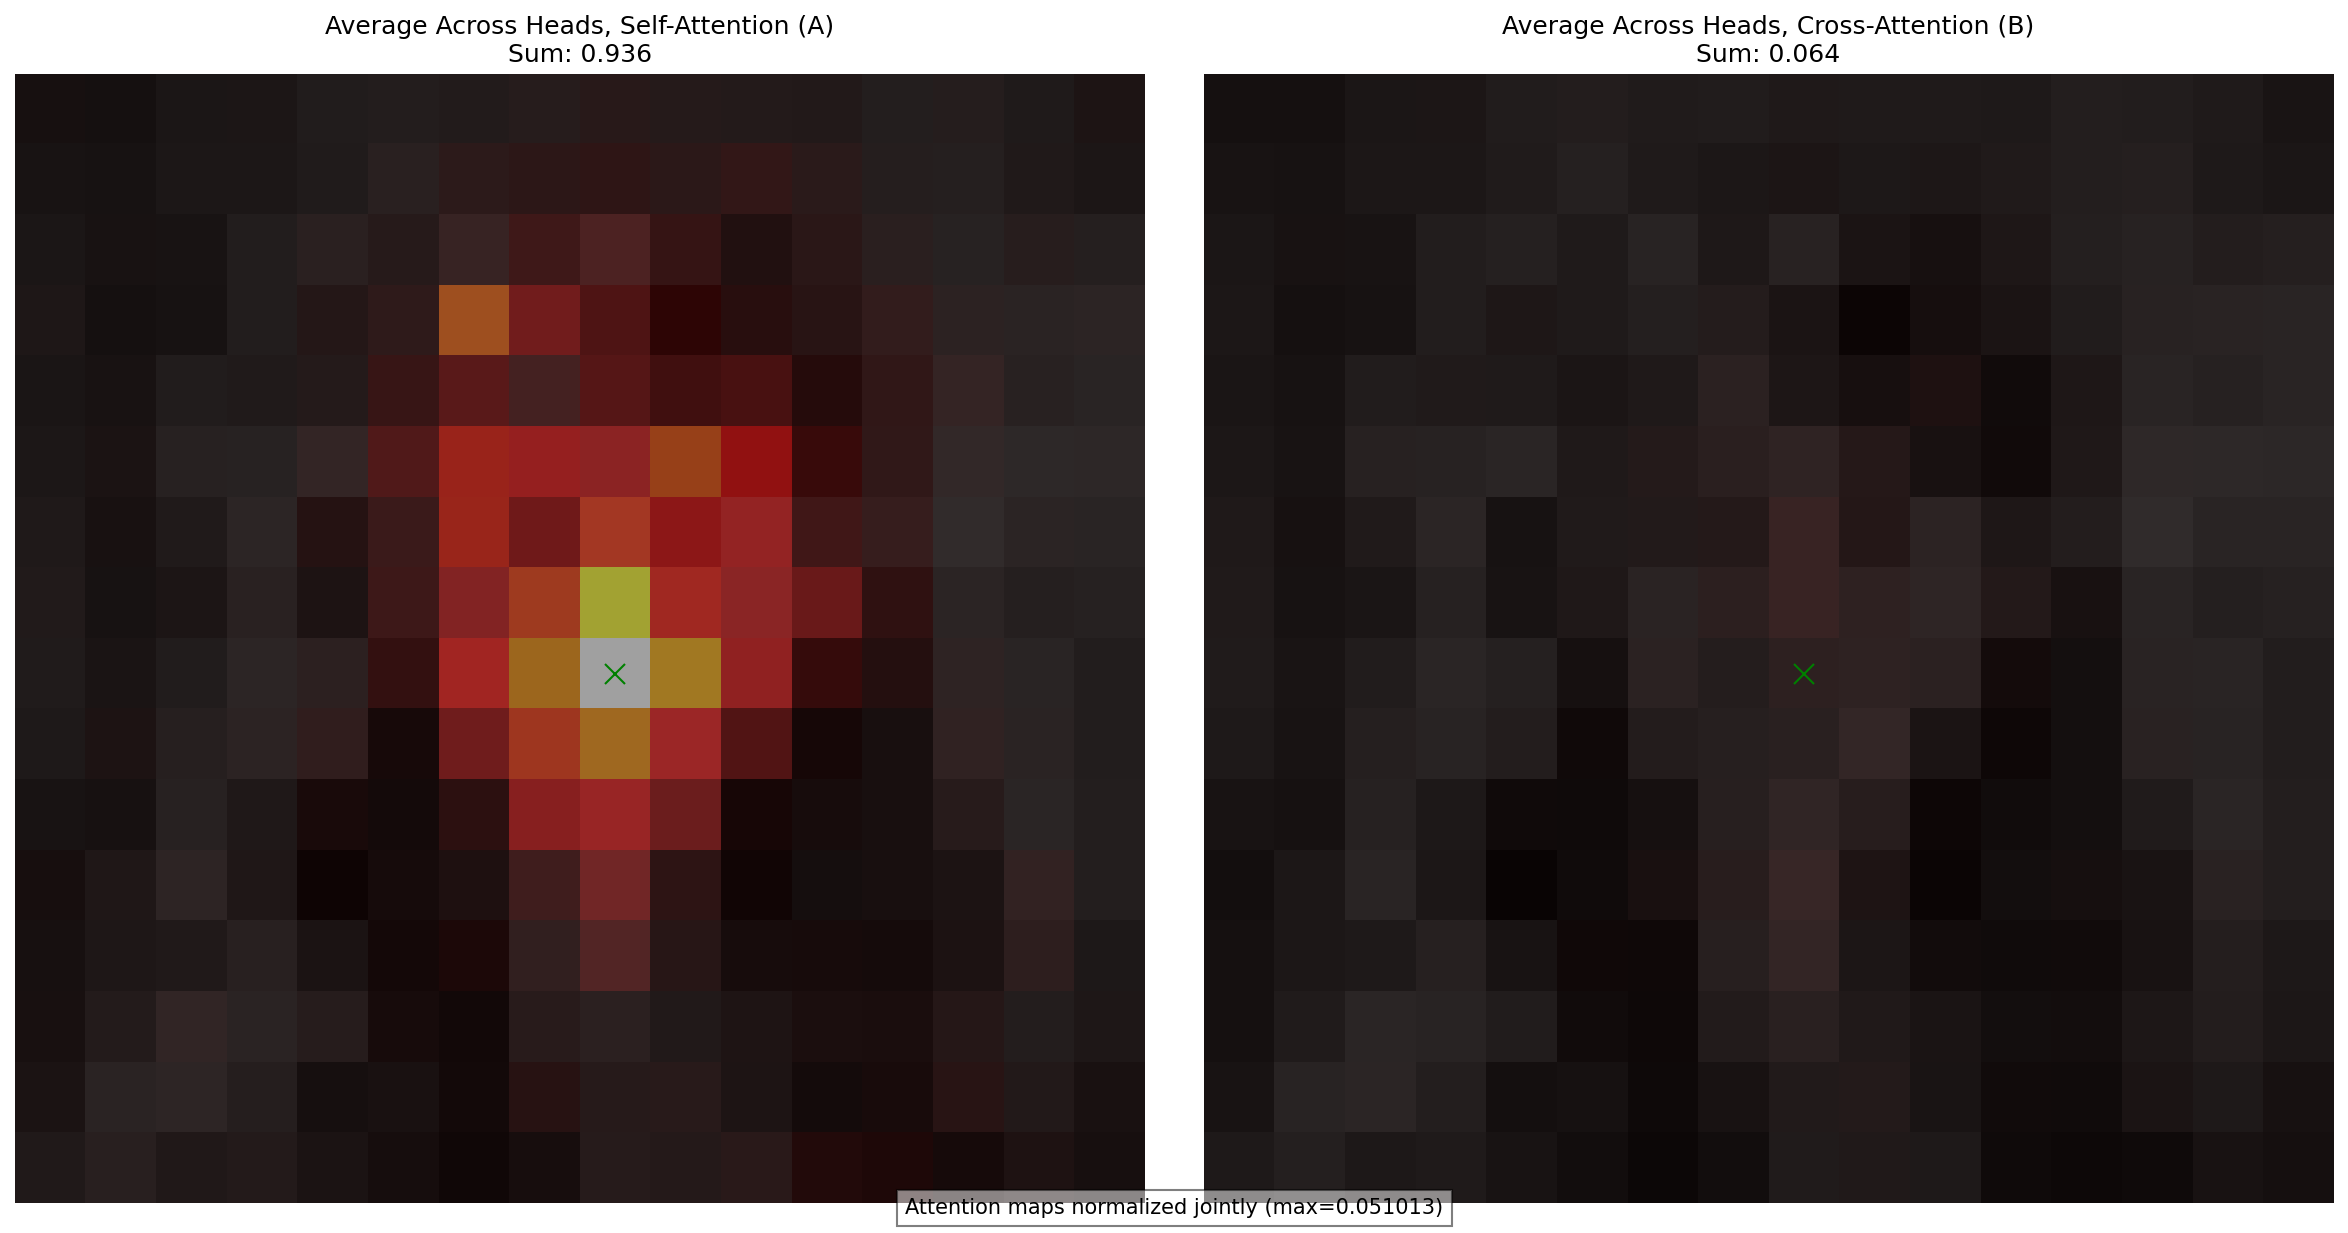 Average Across Heads, Self-Attention (A)
Sum: 0.936
Average Across Heads, Cross-Attention (B)
Sum: 0.064
Attention maps normalized jointly (max=0.051013)